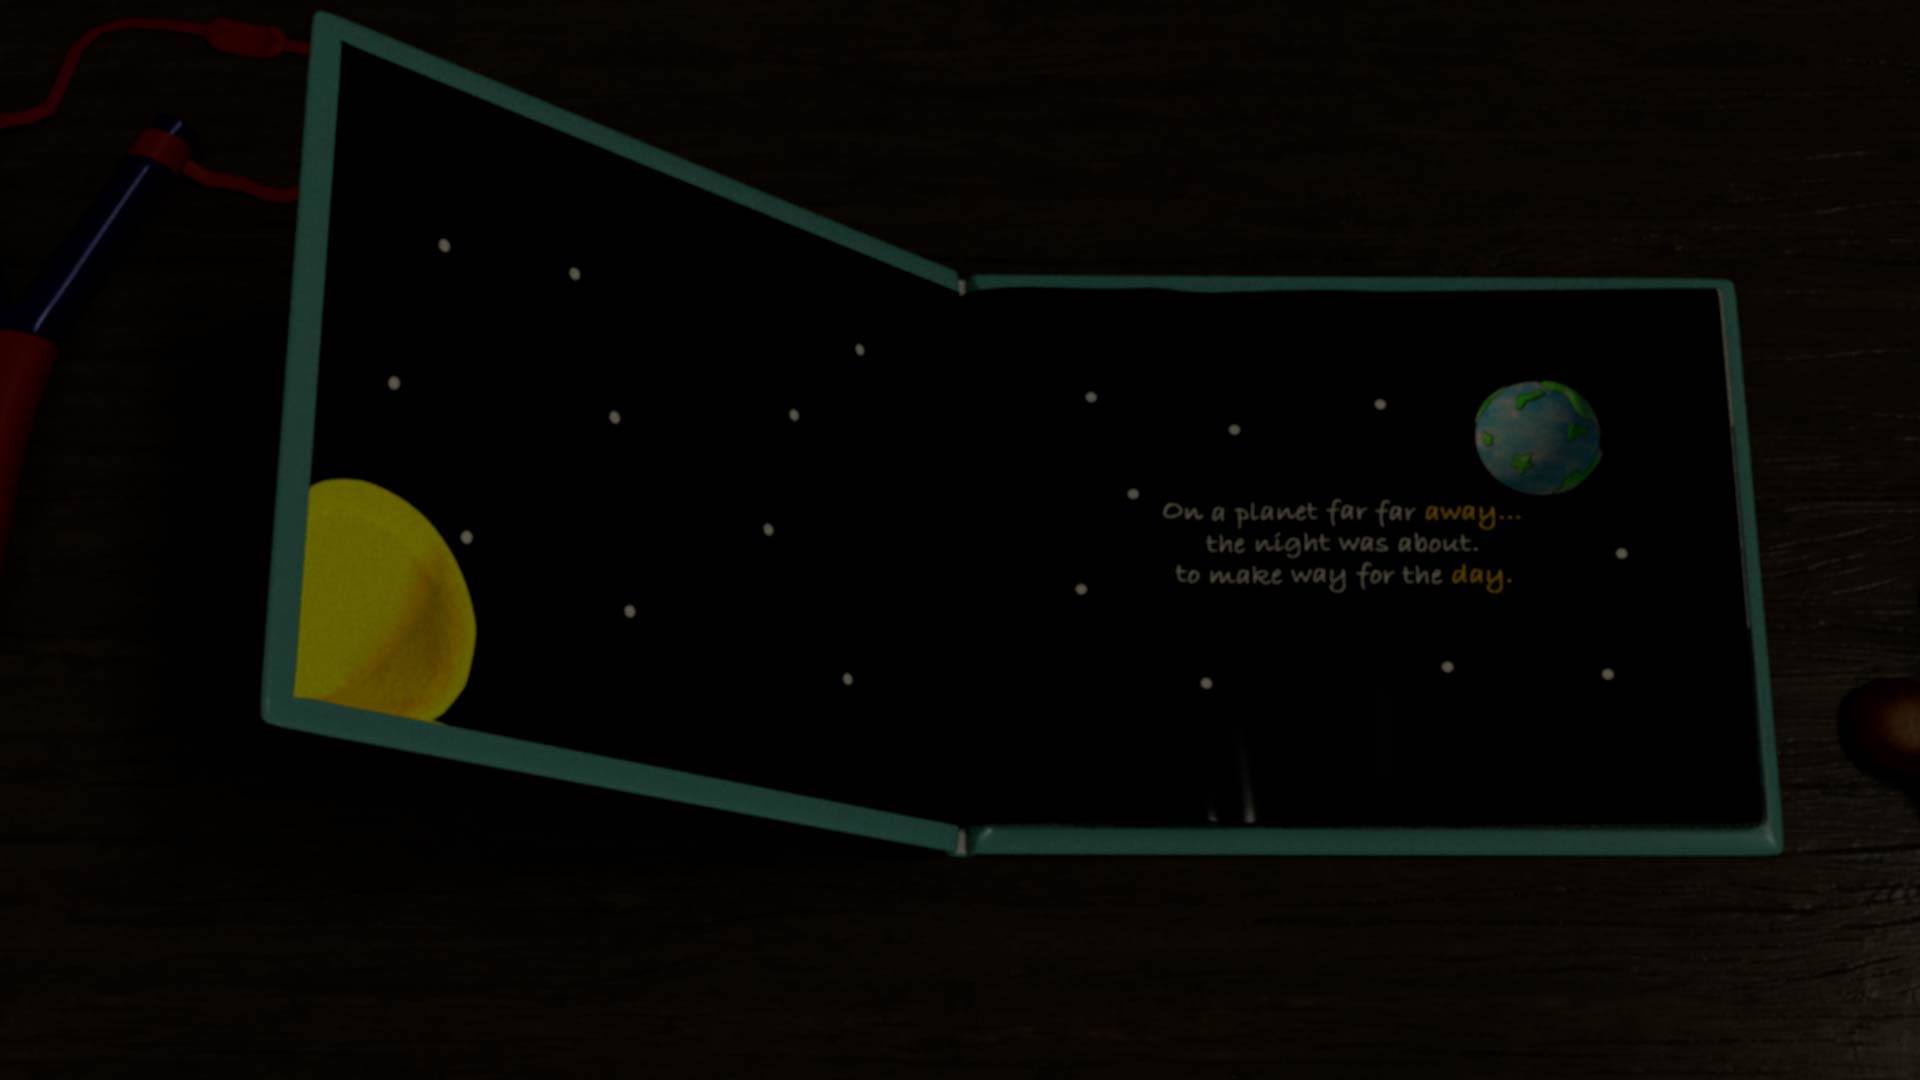 On a planet far far away...
the night was about.
to make way for the day.